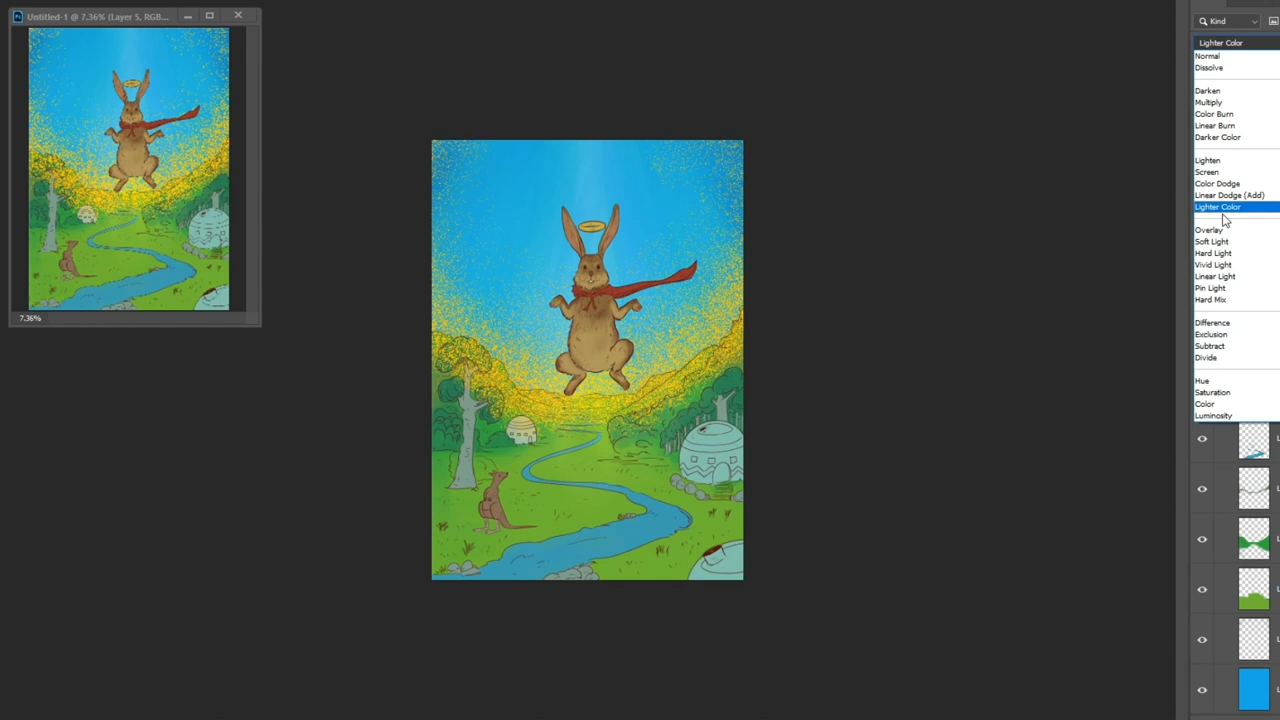 Untitled-1 @ 7.36% (Layer 5, RGB...
7.36%
Kind
Lighter Color
Normal
Dissolve
Darken
Multiply
Color Burn
Linear Burn
Darker Color
Lighten
Screen
Color Dodge
Linear Dodge (Add)
Lighter Color
Overlay
Soft Light
Hard Light
Vivid Light
Linear Light
Pin Light
Hard Mix
Difference
Exclusion
Subtract
Divide
Hue
Saturation
Color
Luminosity